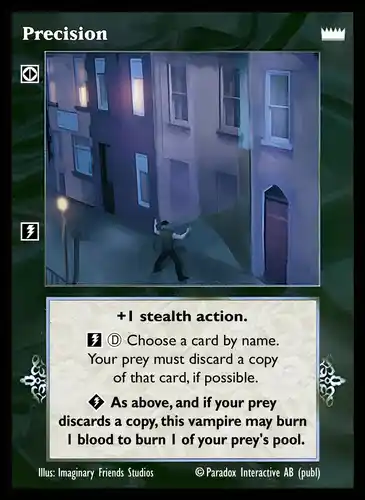 Precision
+1 stealth action.
Ⓓ Choose a card by name.
Your prey must discard a copy
of that card, if possible.
As above, and if your prey
discards a copy, this vampire may burn
1 blood to burn 1 of your prey's pool.
Illus: Imaginary Friends Studios © Paradox Interactive AB (publ)